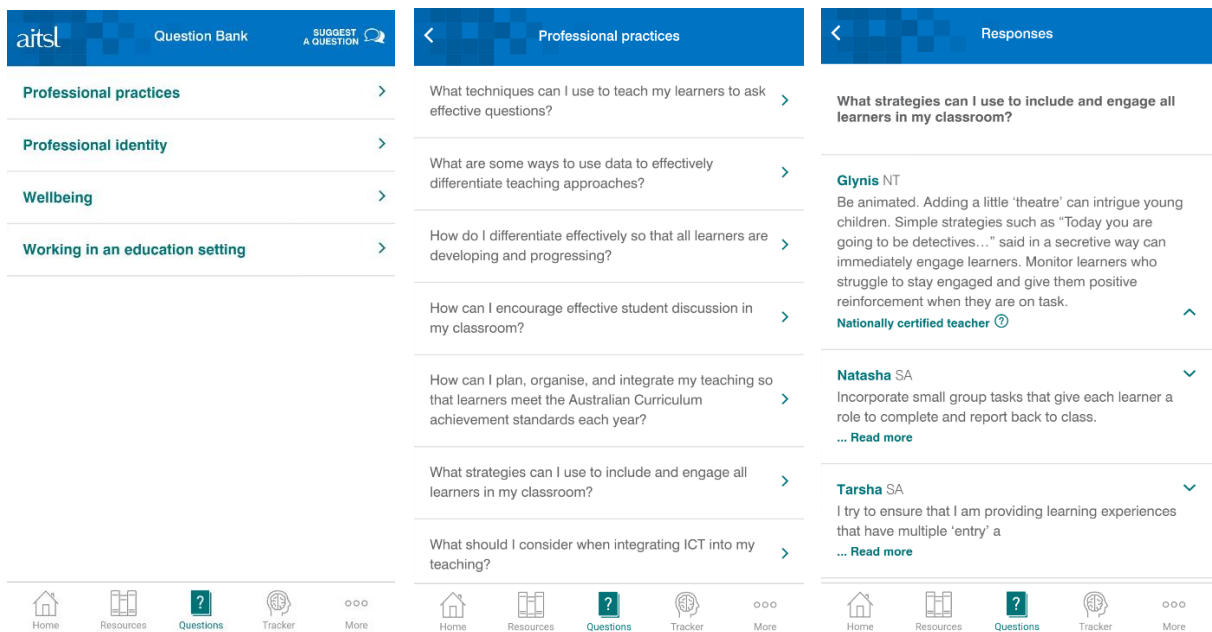 aitsl
Question Bank
SUGGEST
A QUESTION
Professional practices
Professional identity
Wellbeing
Working in an education setting
Home
Resources
?
Questions
Tracker
More
Professional practices
What techniques can I use to teach my learners to ask
effective questions?
What are some ways to use data to effectively
differentiate teaching approaches?
How do I differentiate effectively so that all learners are
developing and progressing?
How can I encourage effective student discussion in
my classroom?
How can I plan, organise, and integrate my teaching so
that learners meet the Australian Curriculum
achievement standards each year?
What strategies can I use to include and engage all
learners in my classroom?
What should I consider when integrating ICT into my
teaching?
Home
Resources
?
Questions
Tracker
More
Responses
What strategies can I use to include and engage all
learners in my classroom?
Glynis NT
Be animated. Adding a little ‘theatre’ can intrigue young
children. Simple strategies such as “Today you are
going to be detectives…” said in a secretive way can
immediately engage learners. Monitor learners who
struggle to stay engaged and give them positive
reinforcement when they are on task.
Nationally certified teacher ?
Natasha SA
Incorporate small group tasks that give each learner a
role to complete and report back to class.
... Read more
Tarsha SA
I try to ensure that I am providing learning experiences
that have multiple ‘entry’ a
... Read more
Home
Resources
?
Questions
Tracker
More